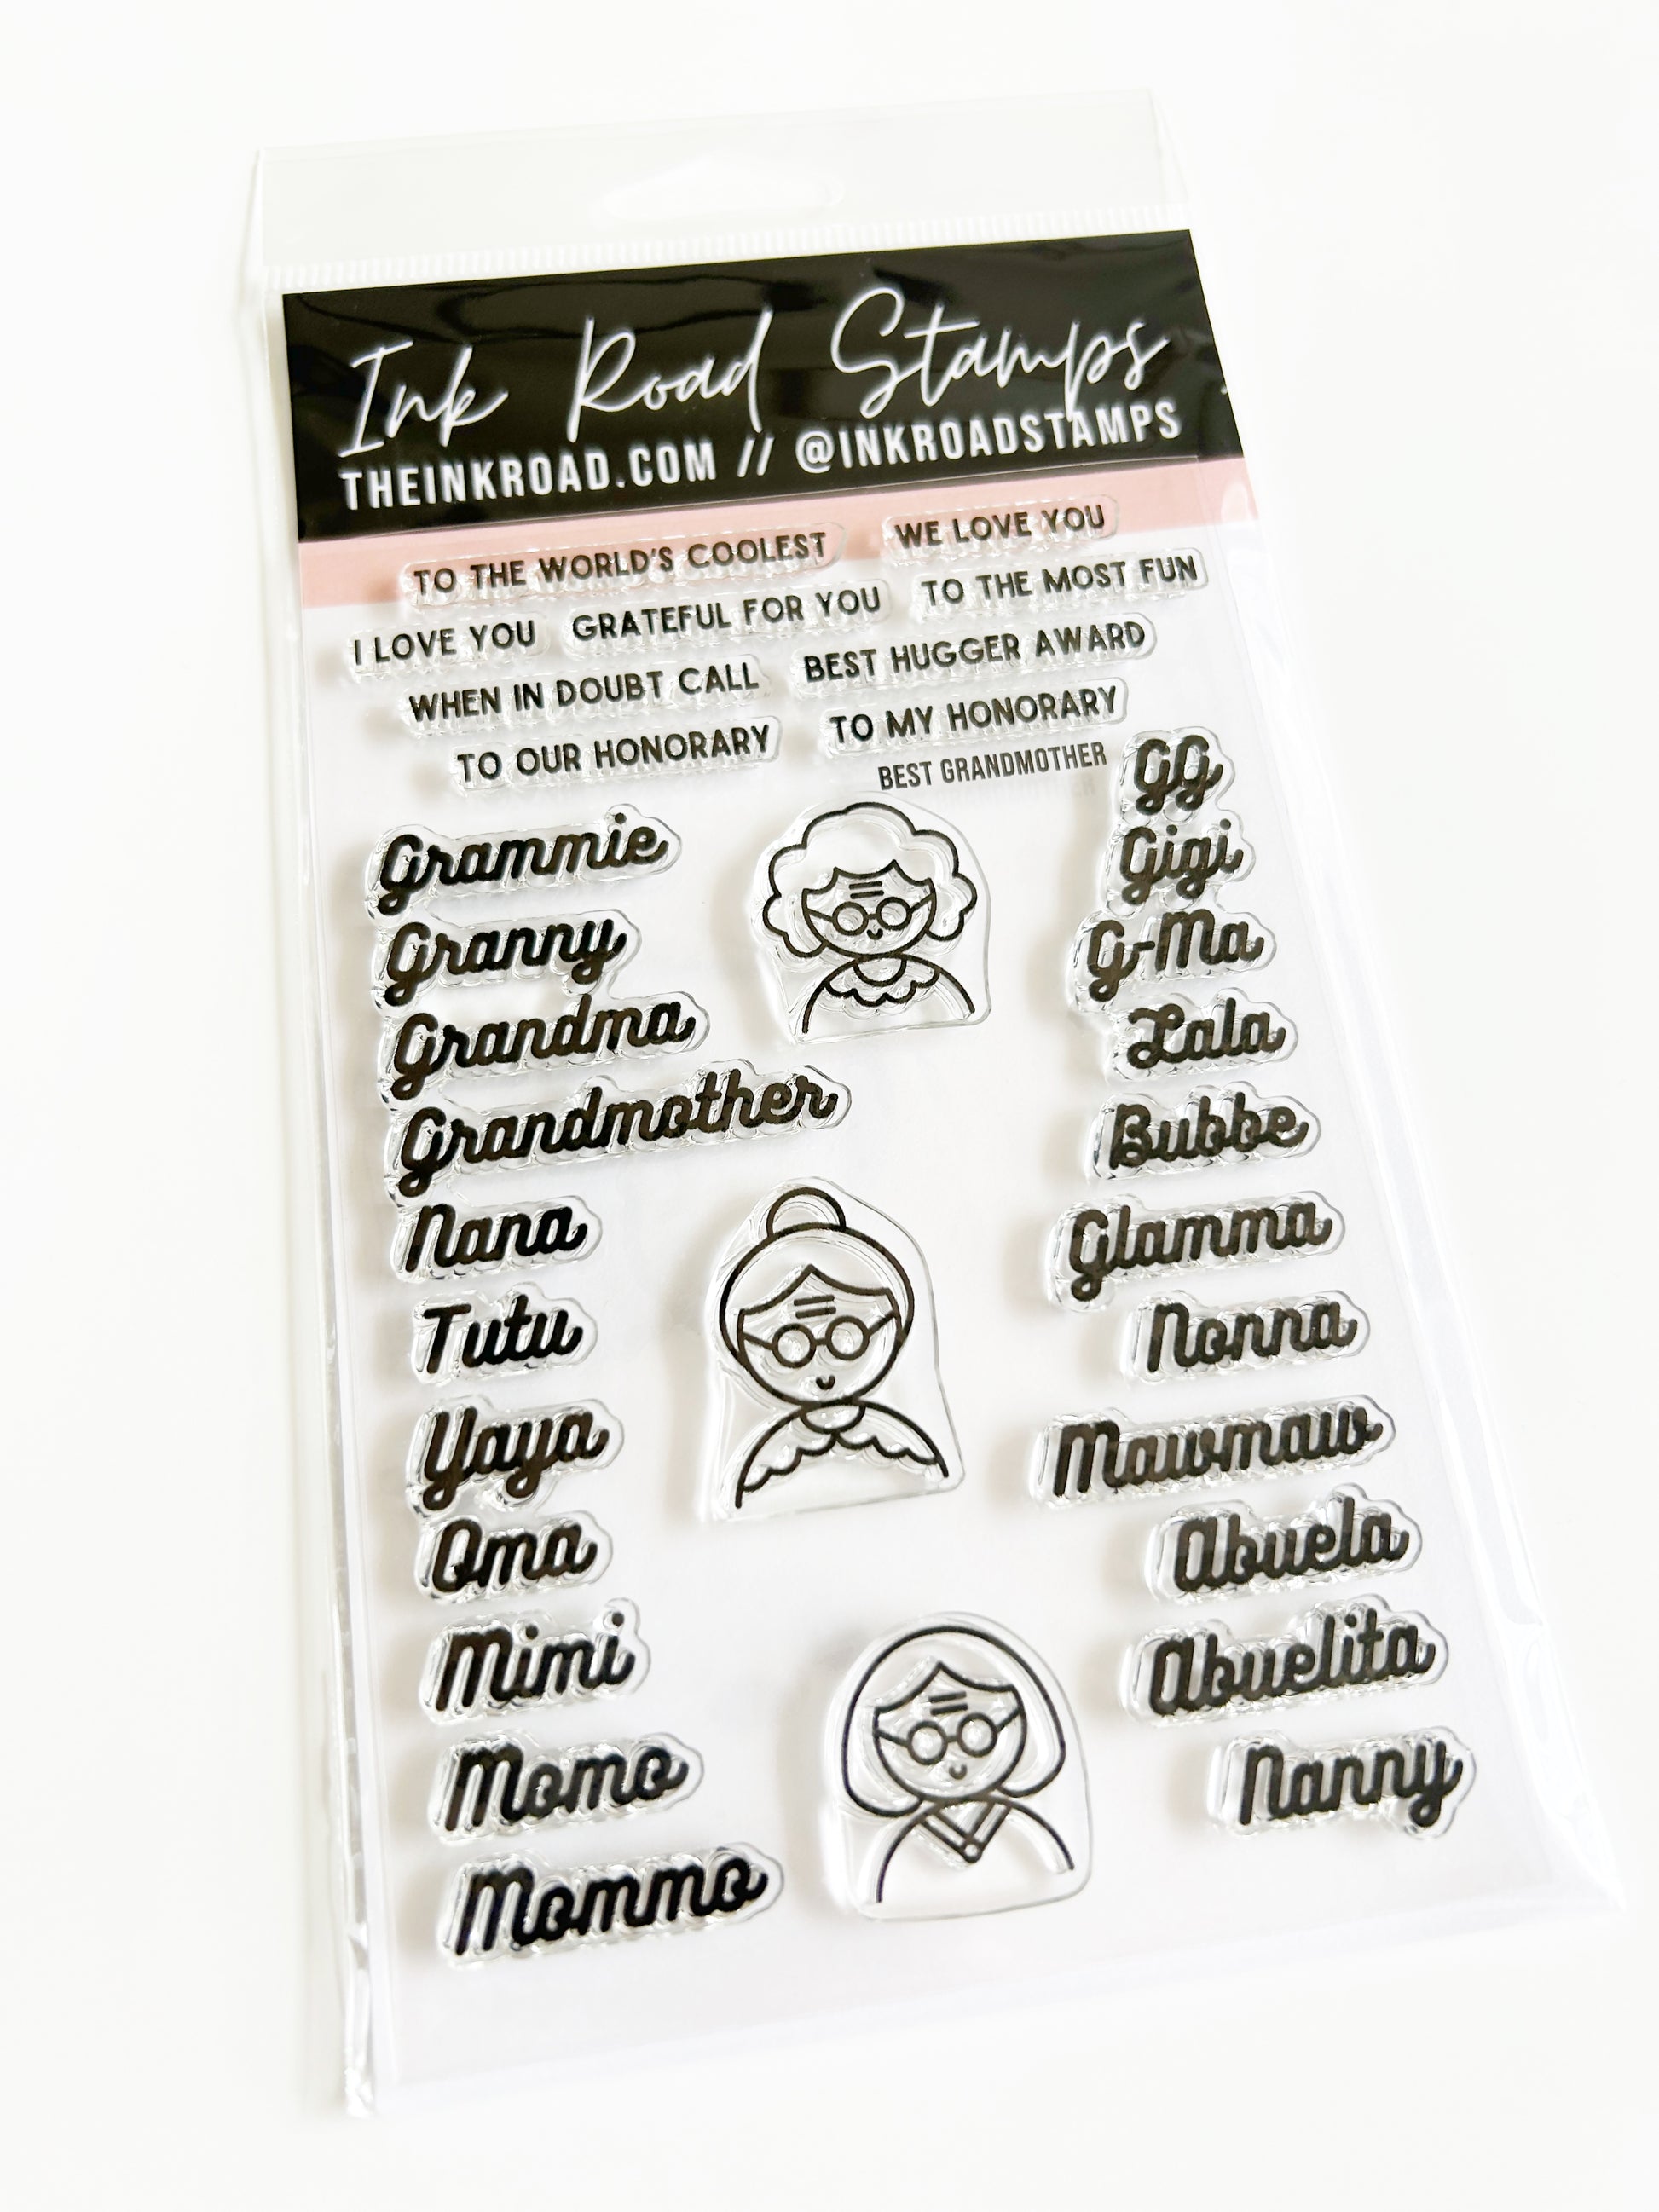 Ink Road Stamps
THEINKROAD.COM // @INKROADSTAMPS
TO THE WORLD'S COOLEST
WE LOVE YOU
I LOVE YOU
GRATEFUL FOR YOU
TO THE MOST FUN
WHEN IN DOUBT CALL
BEST HUGGER AWARD
TO OUR HONORARY
TO MY HONORARY
BEST GRANDMOTHER
Grammie
Granny
Grandma
Grandmother
Nana
Tutu
Yaya
Oma
Mimi
Momo
Mommo
GG
Gigi
G-Ma
Lala
Bubbe
Glamma
Nonna
Mawmaw
Abuela
Abuelita
Nanny